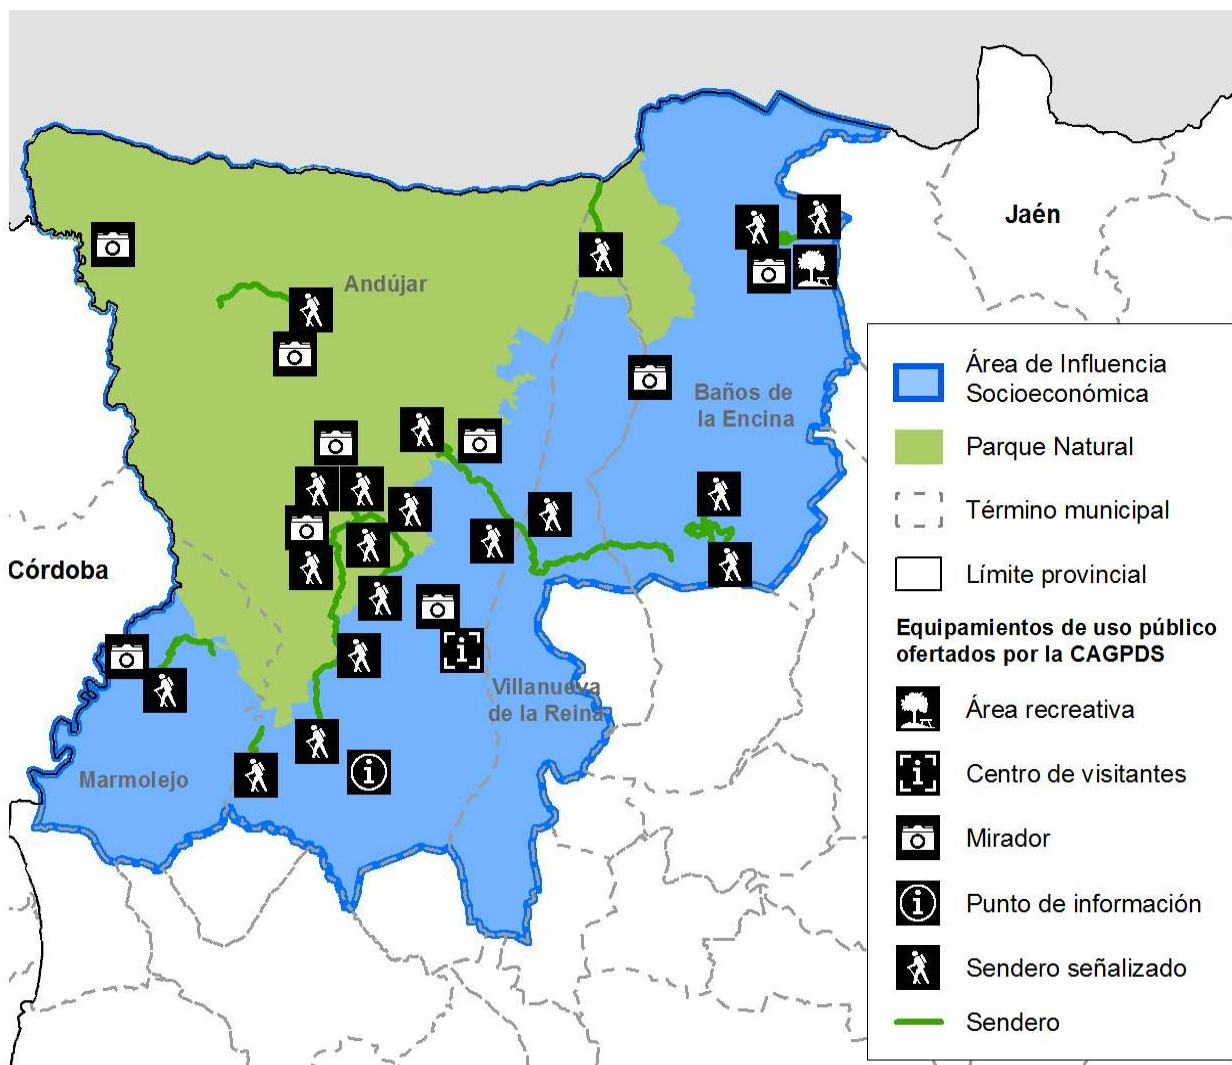 Jaén
Andújar
Baños de
la Encina
Córdoba
Villanueva
de la Reina
Marmolejo
Área de Influencia
Socioeconómica
Parque Natural
Término municipal
Límite provincial
Equipamientos de uso público
ofertados por la CAGPDS
Área recreativa
Centro de visitantes
Mirador
Punto de información
Sendero señalizado
Sendero